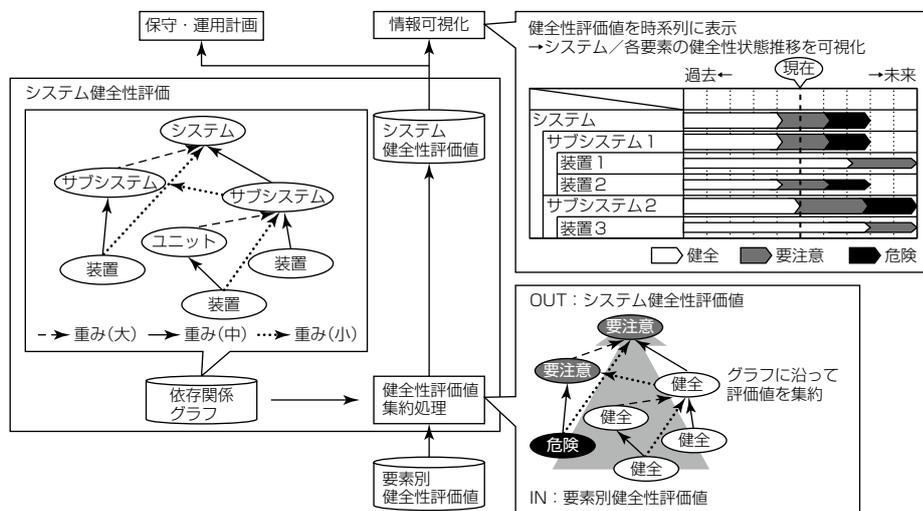 保守・運用計画
情報可視化
健全性評価値を時系列に表示
→システム／各要素の健全性状態推移を可視化
過去←
現在
→未来
システム
サブシステム1
装置1
装置2
サブシステム2
装置3
健全
要注意
危険
システム健全性評価
システム
サブシステム
サブシステム
ユニット
装置
装置
装置
重み(大)
重み(中)
重み(小)
システム
健全性評価値
依存関係
グラフ
健全性評価値
集約処理
要素別
健全性評価値
OUT：システム健全性評価値
要注意
要注意
健全
グラフに沿って
評価値を集約
健全
危険
健全
健全
IN：要素別健全性評価値